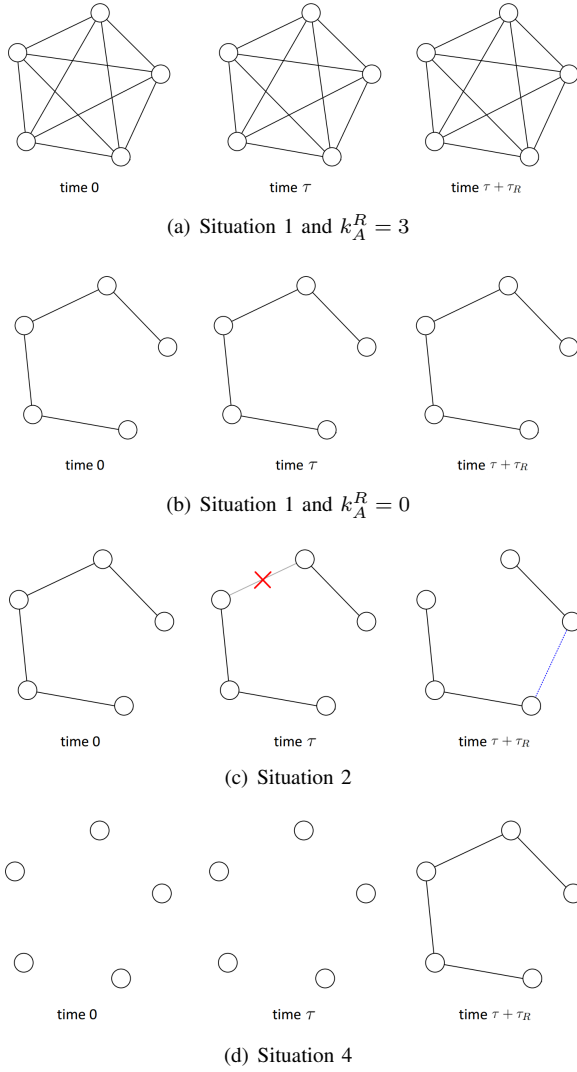 time 0 time τ time τ + τ_R
(a) Situation 1 and k_A^R = 3
time 0 time τ time τ + τ_R
(b) Situation 1 and k_A^R = 0
time 0 time τ time τ + τ_R
(c) Situation 2
time 0 time τ time τ + τ_R
(d) Situation 4